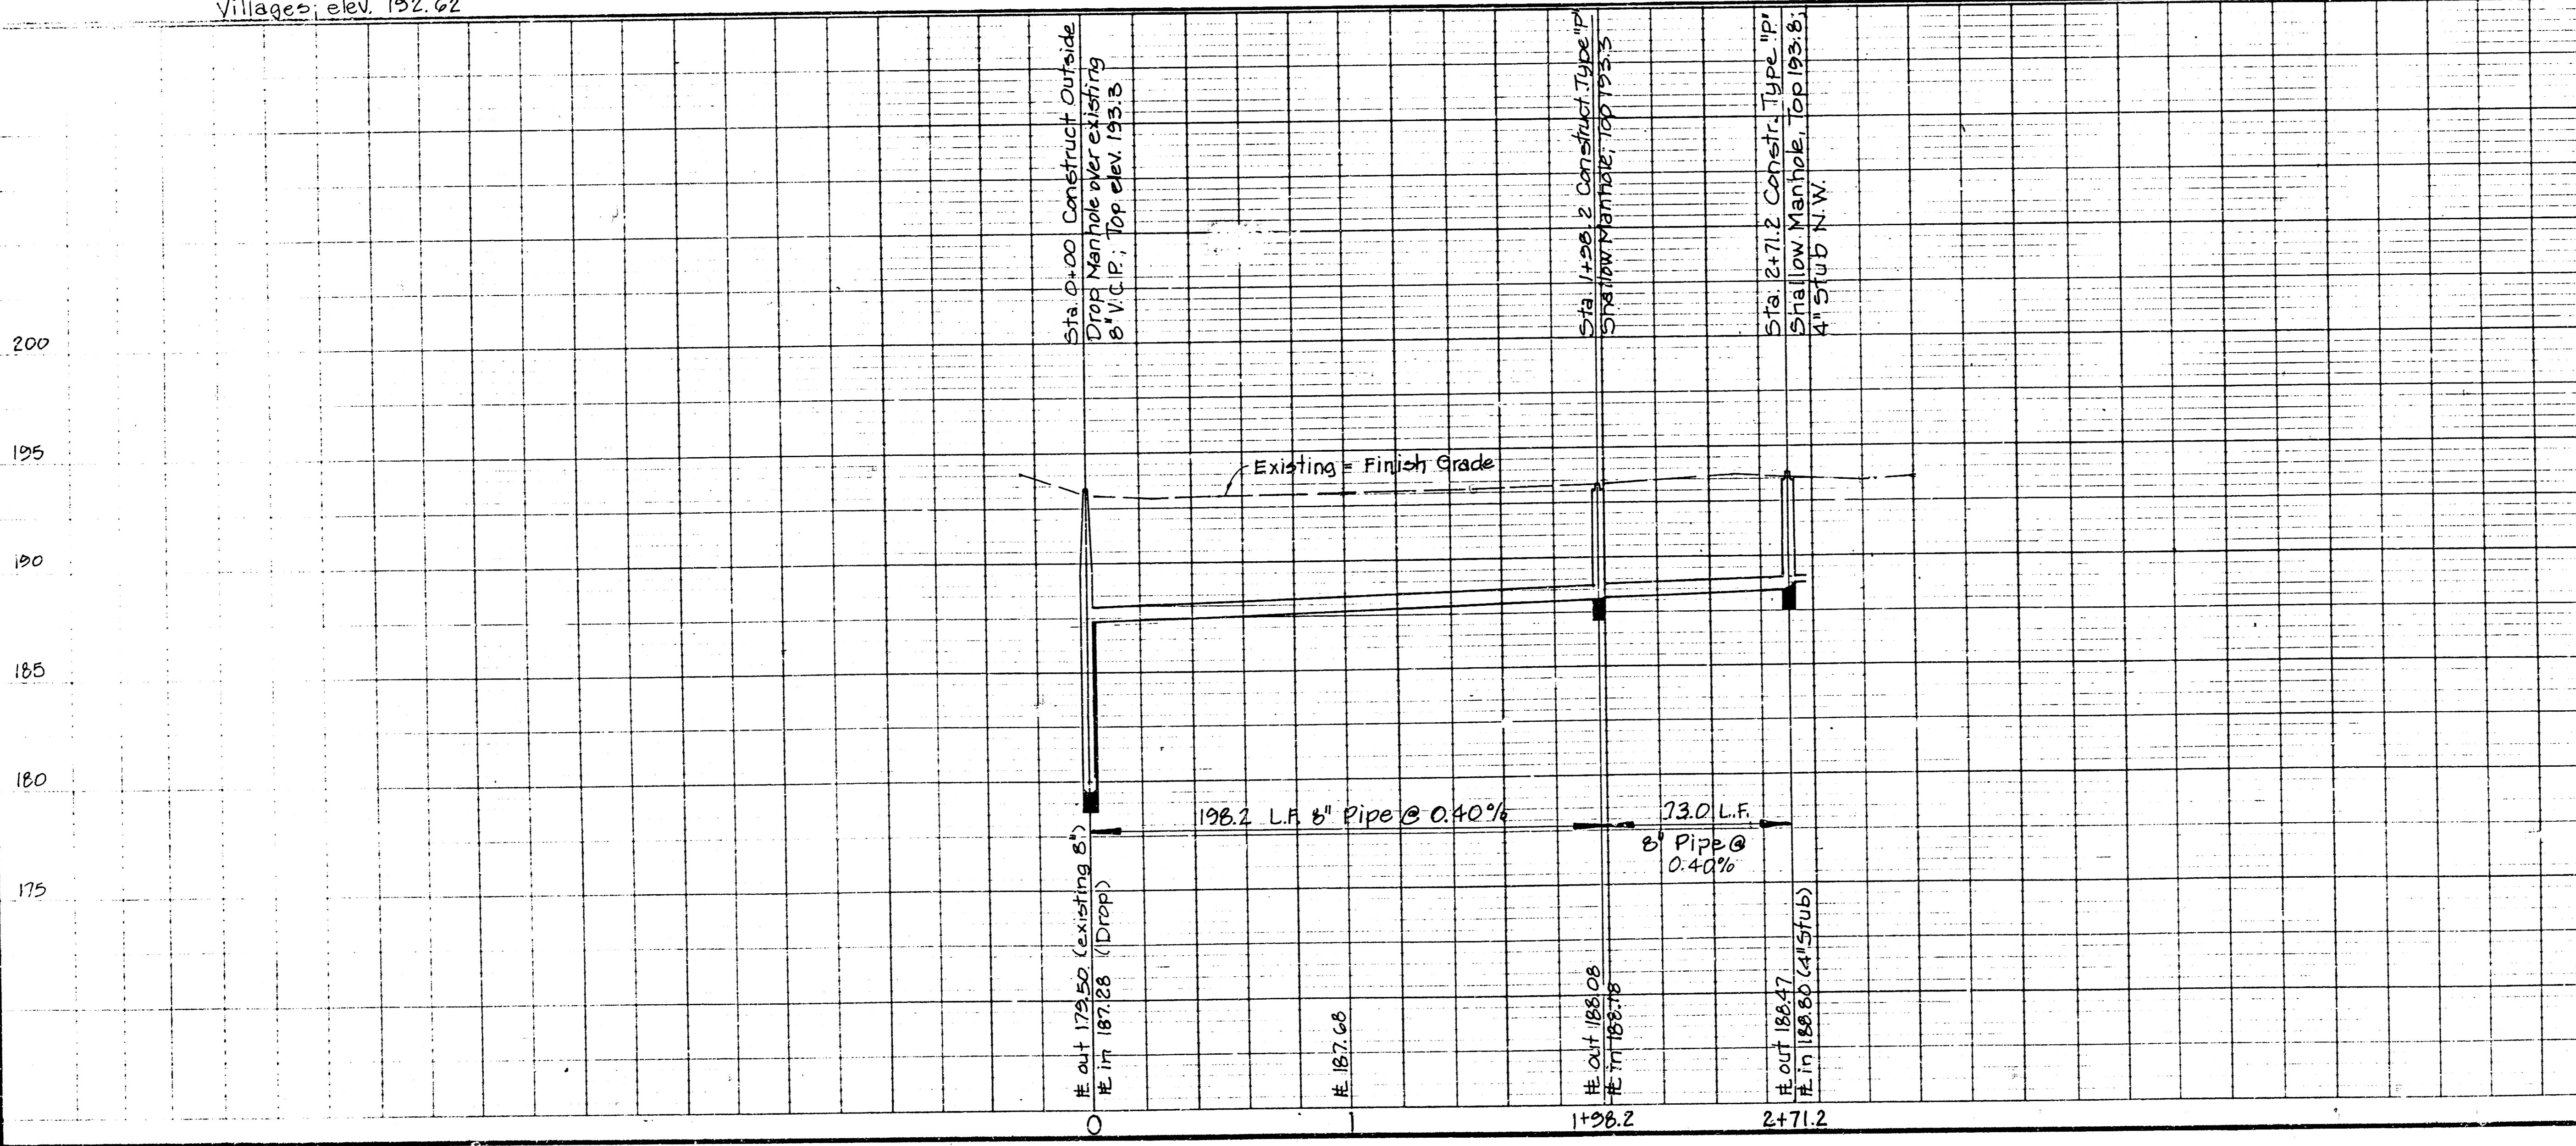 Villages; elev. 192.62
Sta. 0+00 Construct Outside
Drop Manhole over existing
8" V.C.P.; Top elev. 193.3
Sta. 1+98.2 Construct Type "P"
Shallow Manhole; Top 193.3
Sta. 2+71.2 Constr. Type "P"
Shallow Manhole, Top 193.8;
4" Stub N.W.
200
195
190
185
180
175
Existing = Finish Grade
198.2 L.F. 8" Pipe @ 0.40%
73.0 L.F.
8" Pipe @
0.40%
out 179.50 (existing 8")
in 187.28 (Drop)
187.68
out 188.08
in 188.18
out 188.47
in 188.80 (4" Stub)
0
1
1+98.2
2+71.2